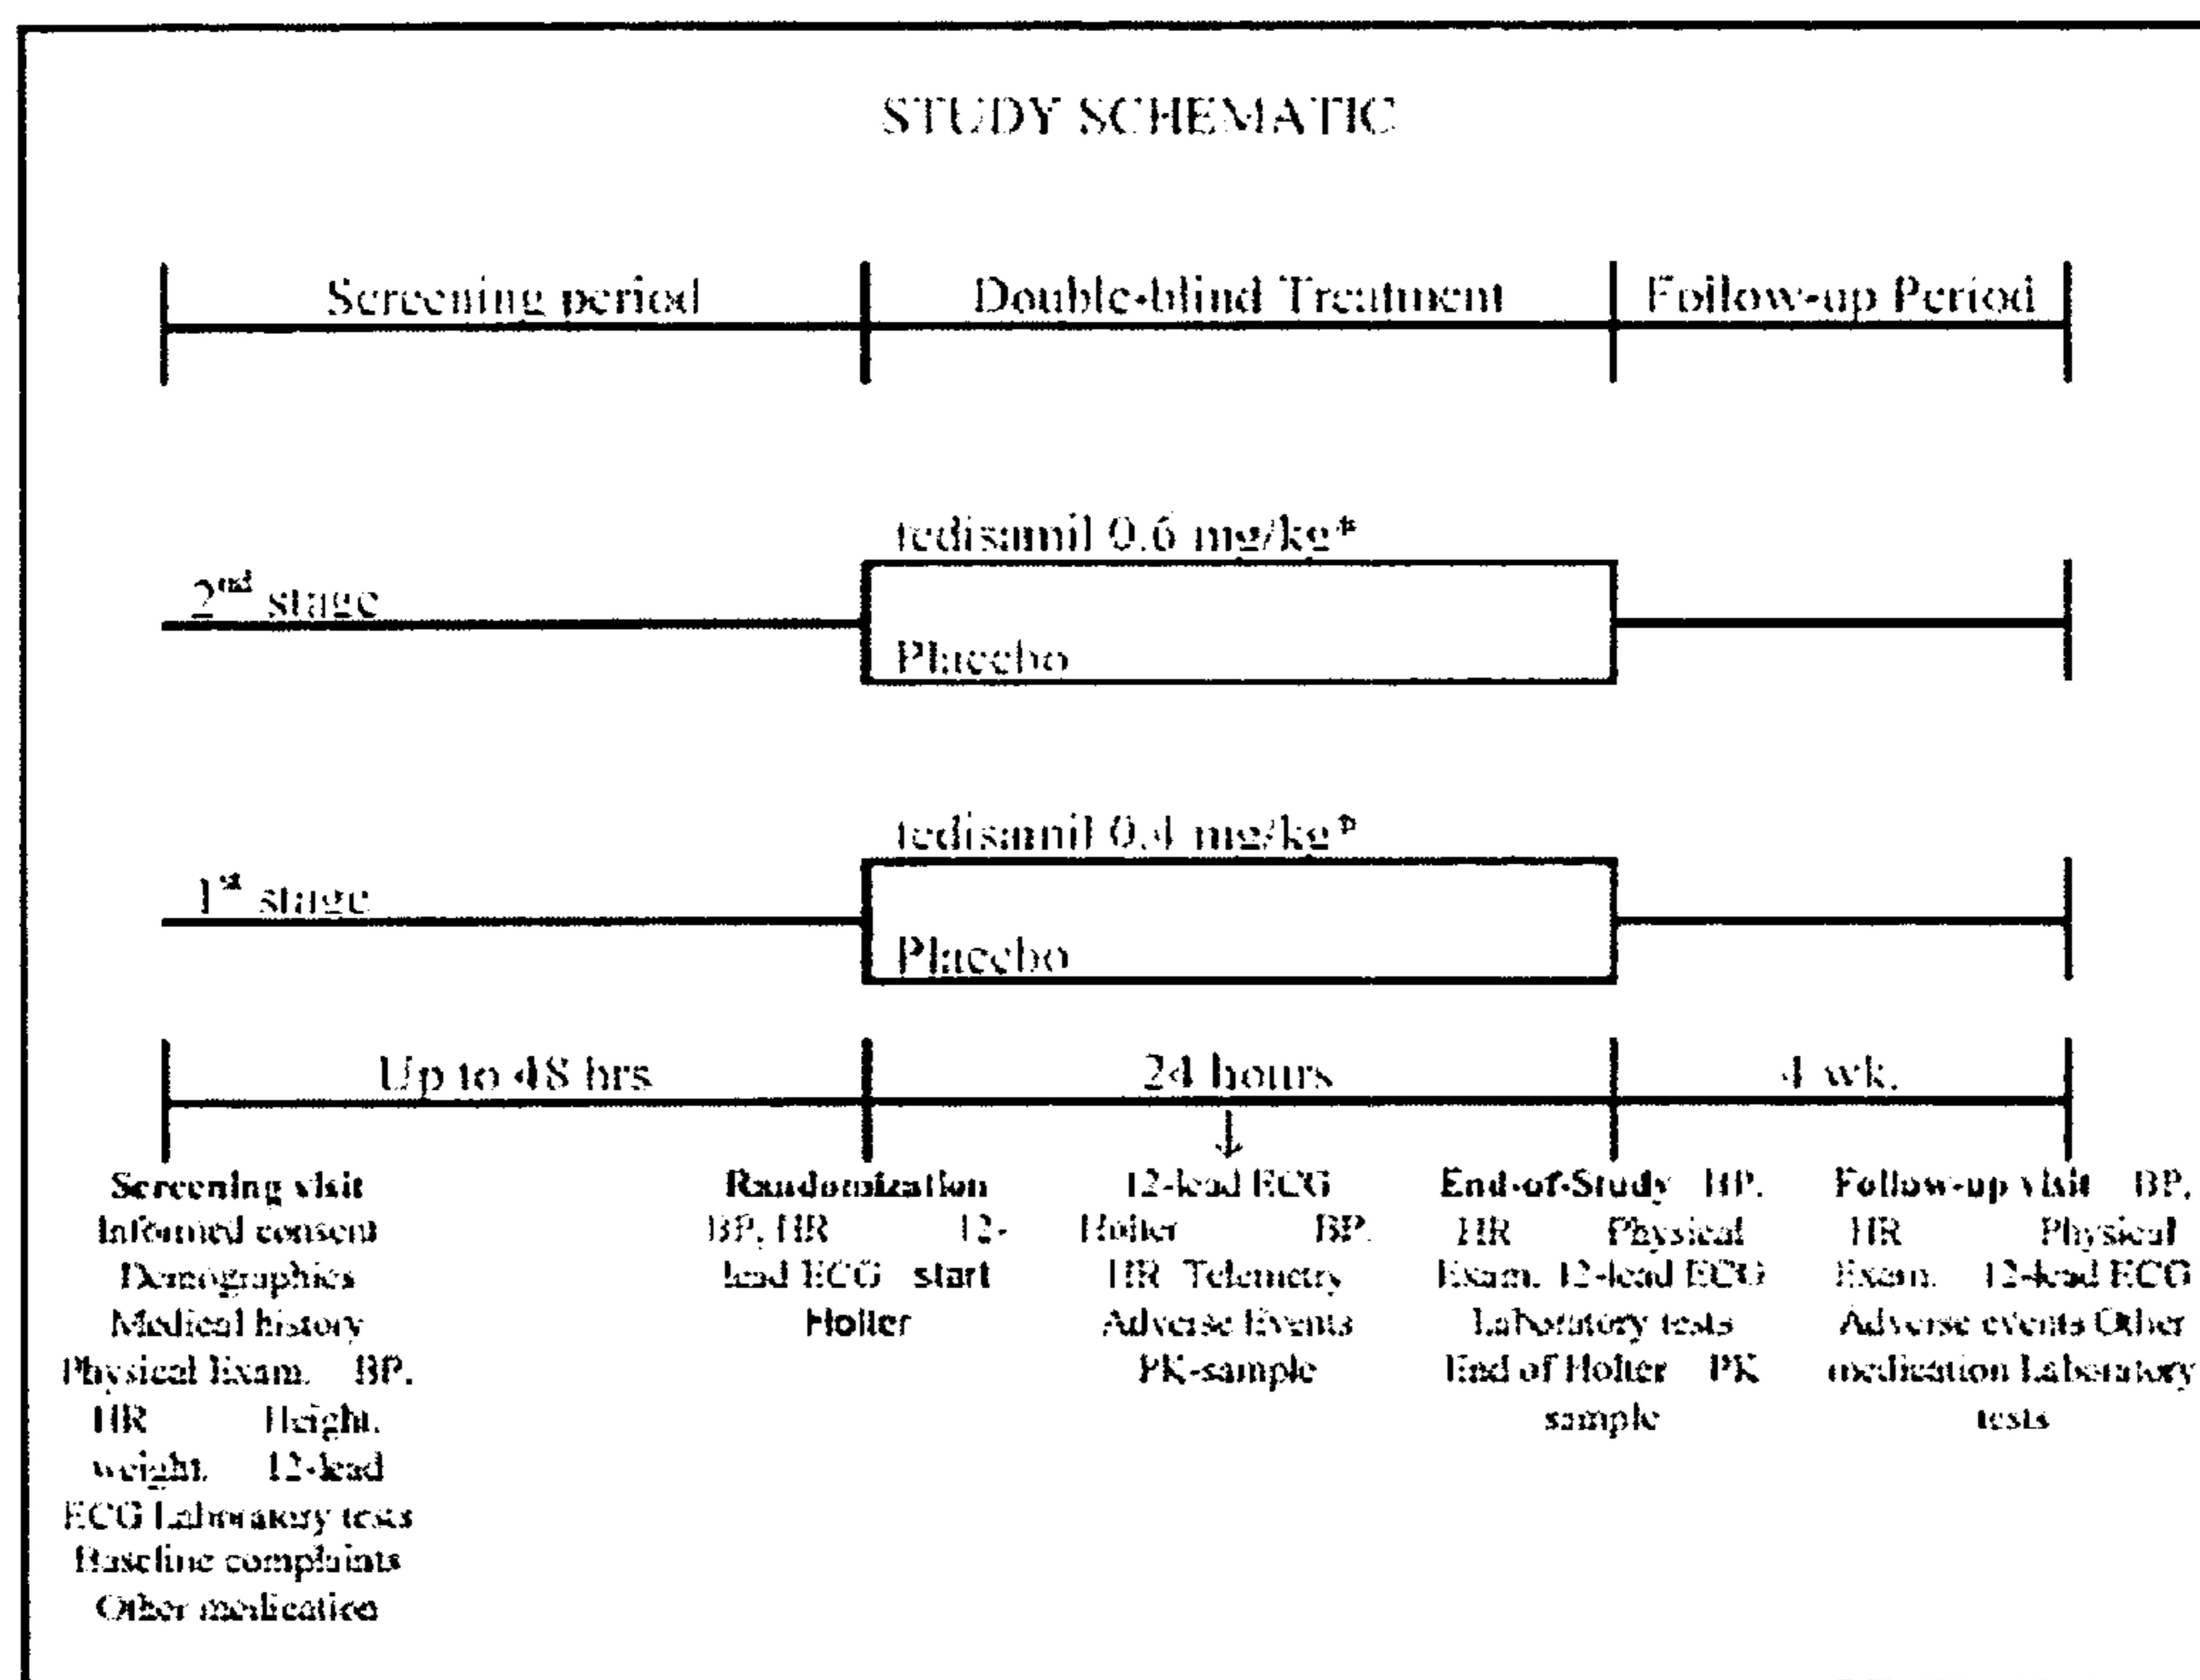 STUDY SCHEMATIC
Screening period Double-blind Treatment Follow-up Period
tedisamil 0.6 mg/kg*
2nd stage
Placebo
tedisamil 0.4 mg/kg*
1st stage
Placebo
Up to 48 hrs 24 hours 4 wk.
Screening visit
Informed consent
Demographics
Medical history
Physical Exam. BP.
HR Height.
weight. 12-lead
ECG Laboratory tests
Baseline complaints
Other medication
Randomization
BP, HR 12-
lead ECG start
Holter
12-lead ECG
Holter BP.
HR Telemetry
Adverse Events
PK-sample
End-of-Study BP.
HR Physical
Exam. 12-lead ECG
Laboratory tests
End of Holter PK
sample
Follow-up visit BP.
HR Physical
Exam. 12-lead ECG
Adverse events Other
medication Laboratory
tests